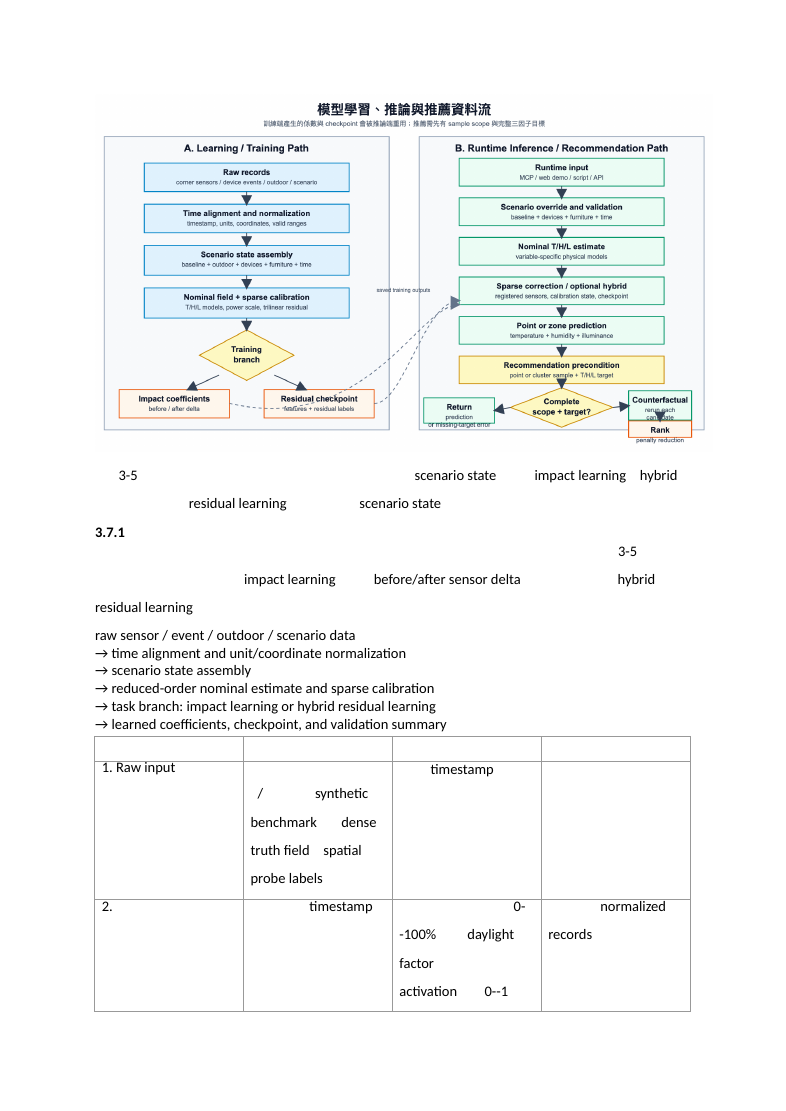 模型學習、推論與推薦資料流
訓練端產生的係數與 checkpoint 會被推論端重用；推薦需先有 sample scope 與完整三因子目標
A. Learning / Training Path
Raw records
corner sensors / device events / outdoor / scenario
Time alignment and normalization
timestamp, units, coordinates, valid ranges
Scenario state assembly
baseline + outdoor + devices + furniture + time
Nominal field + sparse calibration
T/H/L models, power scale, trilinear residual
Training
branch
Impact coefficients
before / after delta
Residual checkpoint
features + residual labels
saved training outputs
B. Runtime Inference / Recommendation Path
Runtime input
MCP / web demo / script / API
Scenario override and validation
baseline + devices + furniture + time
Nominal T/H/L estimate
variable-specific physical models
Sparse correction / optional hybrid
registered sensors, calibration state, checkpoint
Point or zone prediction
temperature + humidity + illuminance
Recommendation precondition
point or cluster sample + T/H/L target
Complete
scope + target?
Return
prediction
or missing-target error
Counterfactual
rerun each
candidate
Rank
penalty reduction
3-5 scenario state impact learning hybrid
residual learning scenario state
3.7.1
3-5
impact learning before/after sensor delta hybrid
residual learning
raw sensor / event / outdoor / scenario data
→ time alignment and unit/coordinate normalization
→ scenario state assembly
→ reduced-order nominal estimate and sparse calibration
→ task branch: impact learning or hybrid residual learning
→ learned coefficients, checkpoint, and validation summary
1. Raw input
/ synthetic
benchmark dense
truth field spatial
probe labels
timestamp
2.
timestamp
0-
-100% daylight
factor
activation 0--1
normalized
records